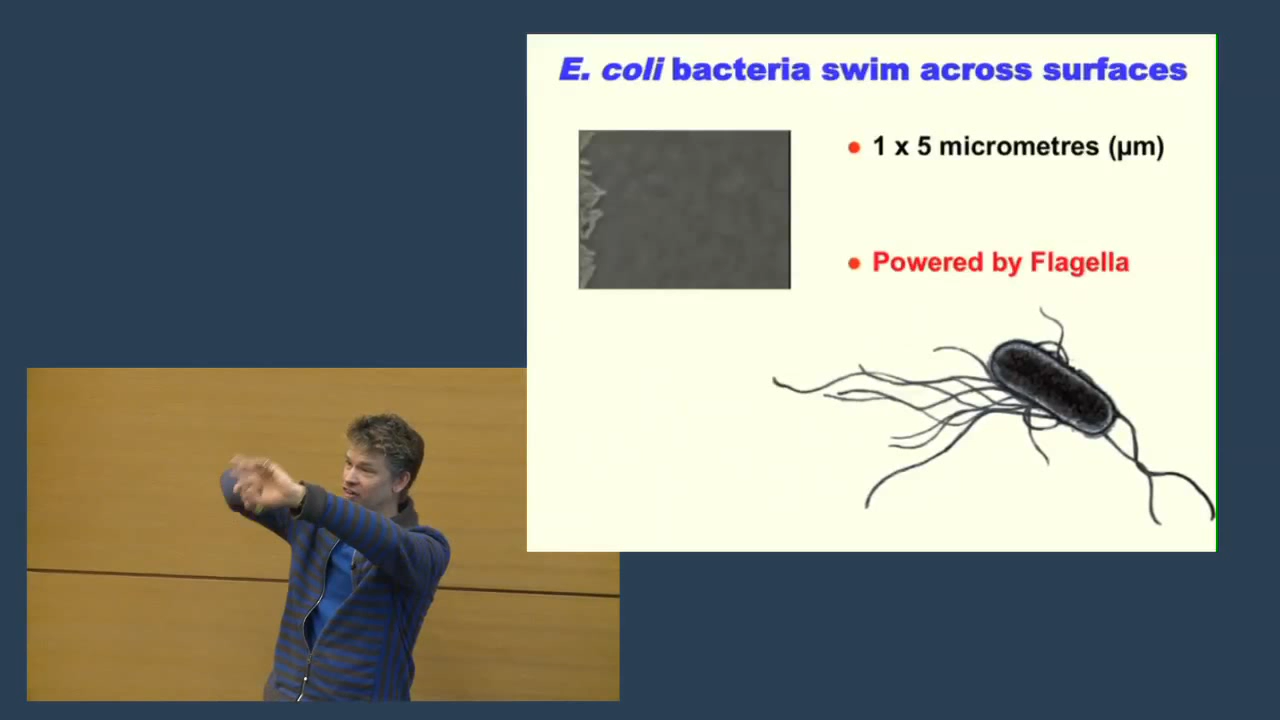 E. coli bacteria swim across surfaces
• 1 x 5 micrometres (µm)
• Powered by Flagella